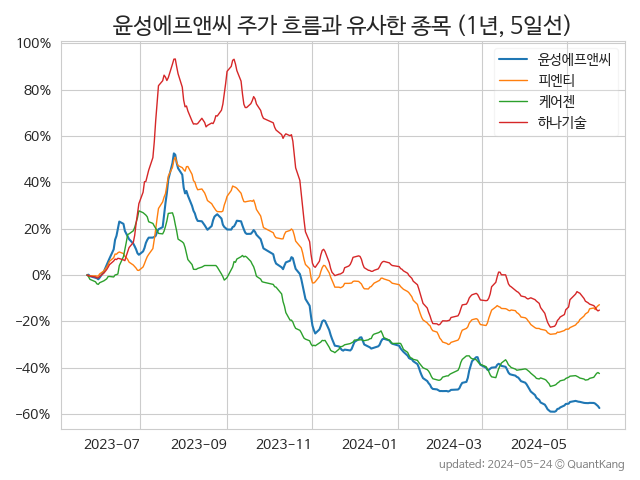 윤성에프앤씨 주가 흐름과 유사한 종목 (1년, 5일선)
100%
80%
60%
40%
20%
0%
−20%
−40%
−60%
윤성에프앤씨
피엔티
케어젠
하나기술
2023-07
2023-09
2023-11
2024-01
2024-03
2024-05
updated: 2024-05-24 © QuantKang